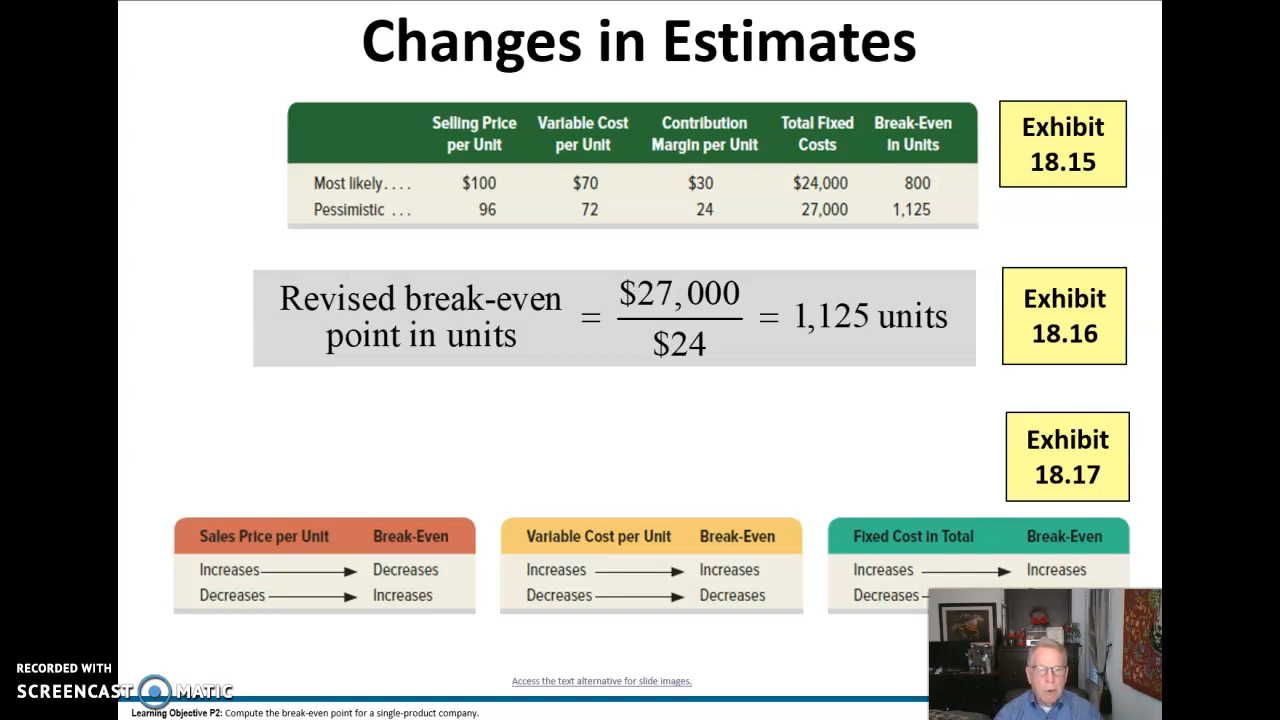 Changes in Estimates
Selling Price per Unit Variable Cost per Unit Contribution Margin per Unit Total Fixed Costs Break-Even in Units
Most likely.... $100 $70 $30 $24,000 800
Pessimistic ... 96 72 24 27,000 1,125
Exhibit
18.15
Revised break-even
point in units
=
$27,000
$24
= 1,125 units
Exhibit
18.16
Exhibit
18.17
Sales Price per Unit Break-Even
Increases Decreases
Decreases Increases
Variable Cost per Unit Break-Even
Increases Increases
Decreases Decreases
Fixed Cost in Total Break-Even
Increases Increases
Decreases
RECORDED WITH
SCREENCAST MATIC
Access the text alternative for slide images.
Learning Objective P2: Compute the break-even point for a single-product company.